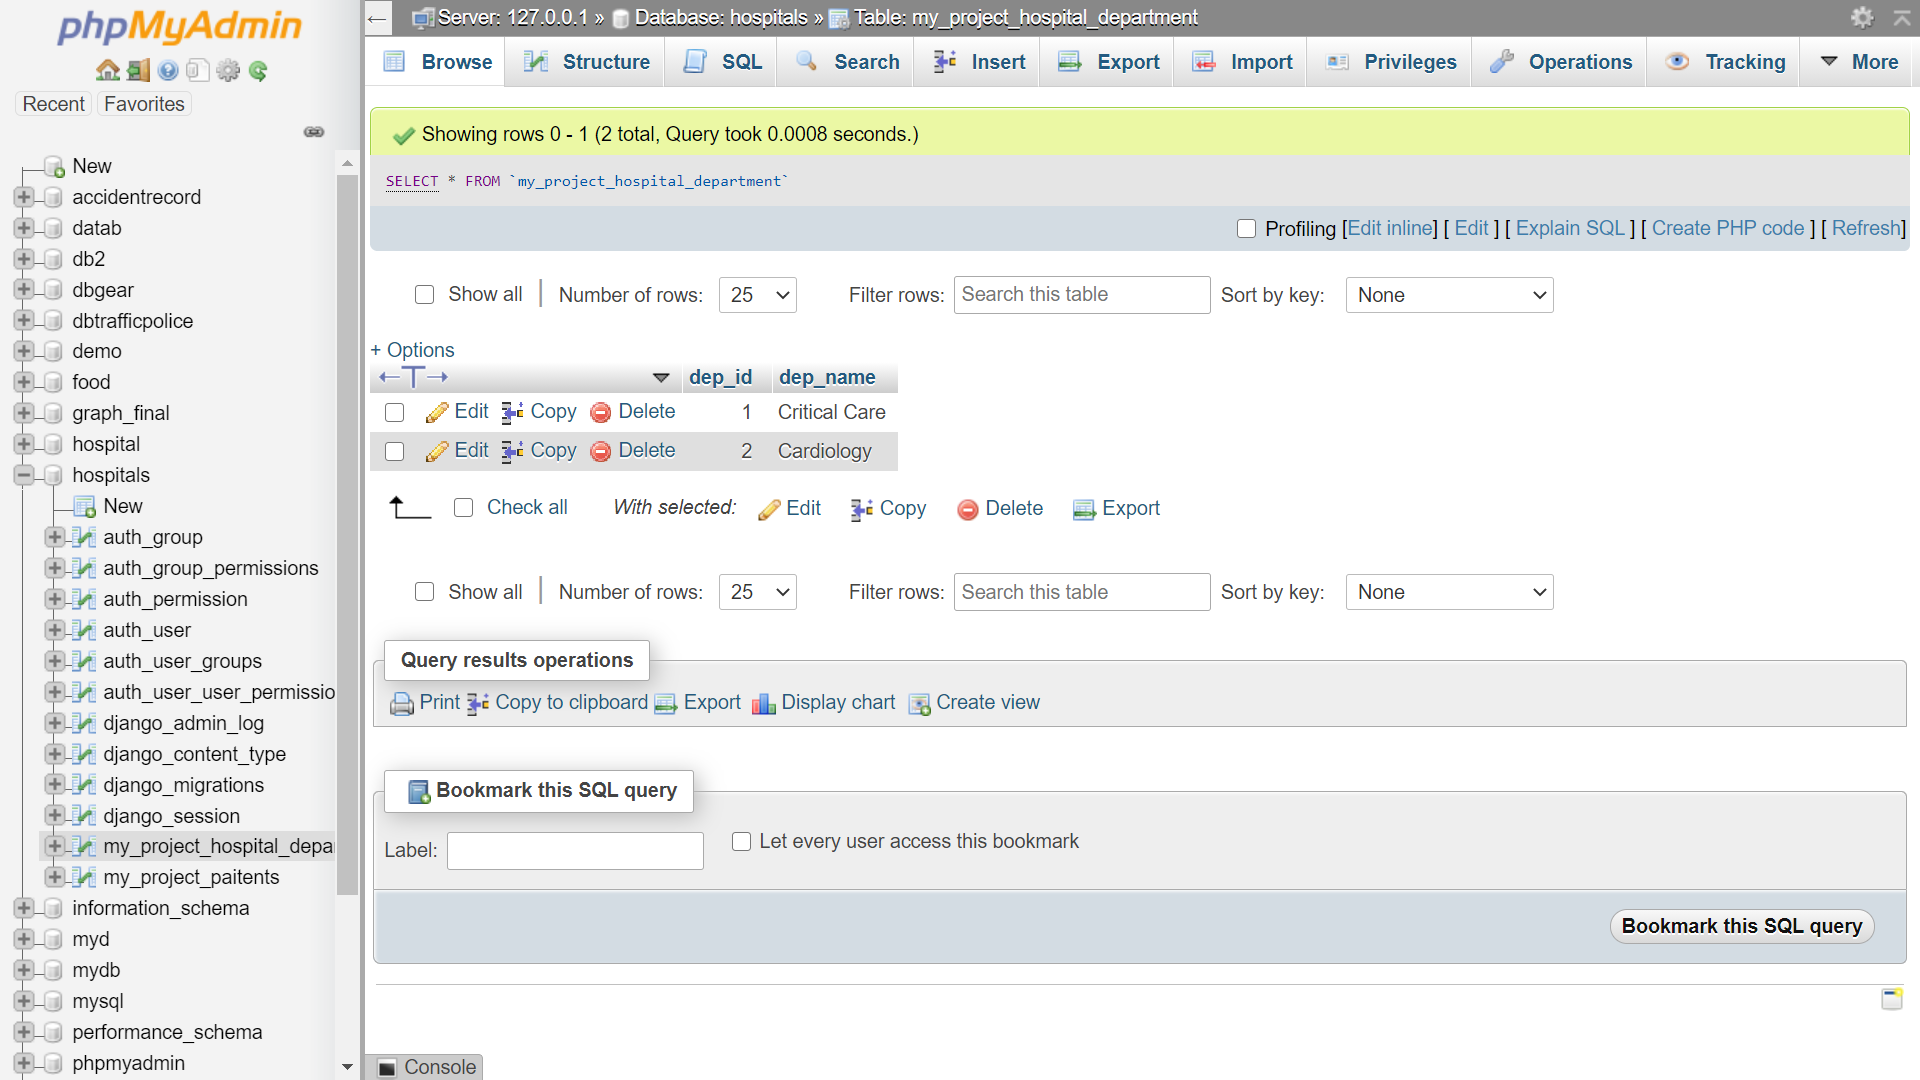 phpMyAdmin
Recent Favorites
New
accidentrecord
datab
db2
dbgear
dbtrafficpolice
demo
food
graph_final
hospital
hospitals
New
auth_group
auth_group_permissions
auth_permission
auth_user
auth_user_groups
auth_user_user_permissio
django_admin_log
django_content_type
django_migrations
django_session
my_project_hospital_depa
my_project_paitents
information_schema
myd
mydb
mysql
performance_schema
phpmyadmin
Server: 127.0.0.1 » Database: hospitals » Table: my_project_hospital_department
Browse Structure SQL Search Insert Export Import Privileges Operations Tracking More
Showing rows 0 - 1 (2 total, Query took 0.0008 seconds.)
SELECT * FROM `my_project_hospital_department`
Profiling [Edit inline] [ Edit ] [ Explain SQL ] [ Create PHP code ] [ Refresh]
Show all Number of rows: 25 Filter rows: Search this table Sort by key: None
+ Options
←T→ dep_id dep_name
Edit Copy Delete 1 Critical Care
Edit Copy Delete 2 Cardiology
Check all With selected: Edit Copy Delete Export
Show all Number of rows: 25 Filter rows: Search this table Sort by key: None
Query results operations
Print Copy to clipboard Export Display chart Create view
Bookmark this SQL query
Label: Let every user access this bookmark
Bookmark this SQL query
Console